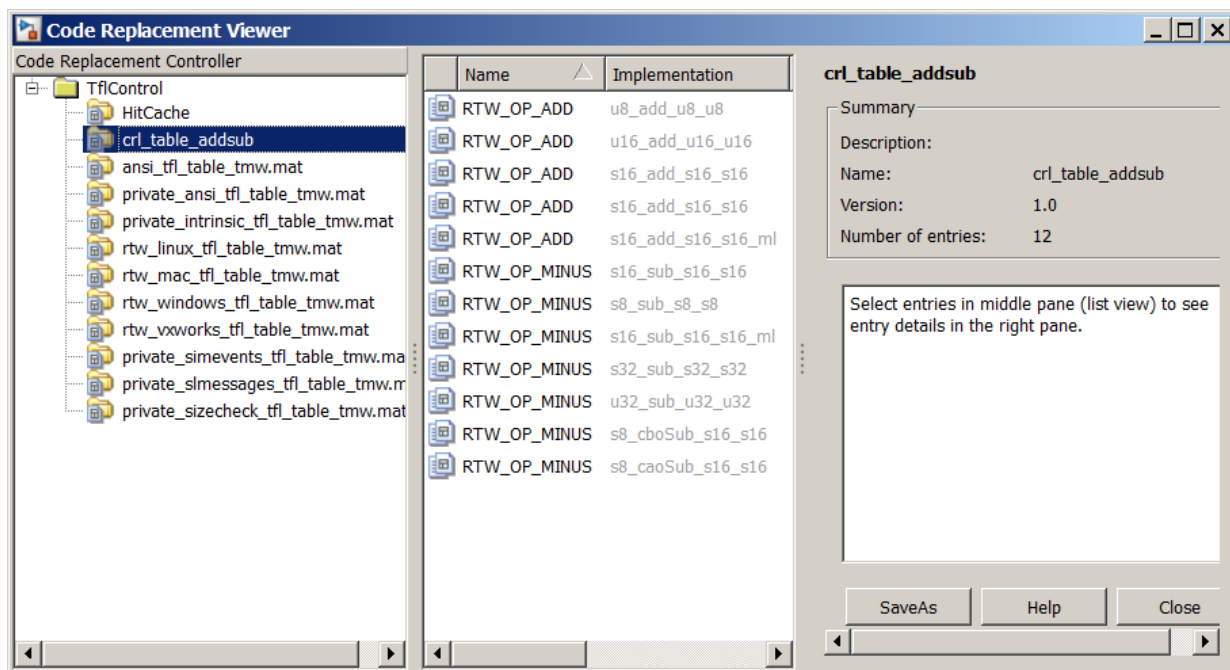 Code Replacement Viewer
Code Replacement Controller
TflControl
HitCache
crl_table_addsub
ansi_tfl_table_tmw.mat
private_ansi_tfl_table_tmw.mat
private_intrinsic_tfl_table_tmw.mat
rtw_linux_tfl_table_tmw.mat
rtw_mac_tfl_table_tmw.mat
rtw_windows_tfl_table_tmw.mat
rtw_vxworks_tfl_table_tmw.mat
private_simevents_tfl_table_tmw.ma
private_slmessages_tfl_table_tmw.m
private_sizecheck_tfl_table_tmw.mat
Name Implementation
RTW_OP_ADD u8_add_u8_u8
RTW_OP_ADD u16_add_u16_u16
RTW_OP_ADD s16_add_s16_s16
RTW_OP_ADD s16_add_s16_s16
RTW_OP_ADD s16_add_s16_s16_ml
RTW_OP_MINUS s16_sub_s16_s16
RTW_OP_MINUS s8_sub_s8_s8
RTW_OP_MINUS s16_sub_s16_s16_ml
RTW_OP_MINUS s32_sub_s32_s32
RTW_OP_MINUS u32_sub_u32_u32
RTW_OP_MINUS s8_cboSub_s16_s16
RTW_OP_MINUS s8_caoSub_s16_s16
crl_table_addsub
Summary
Description:
Name: crl_table_addsub
Version: 1.0
Number of entries: 12
Select entries in middle pane (list view) to see
entry details in the right pane.
SaveAs Help Close